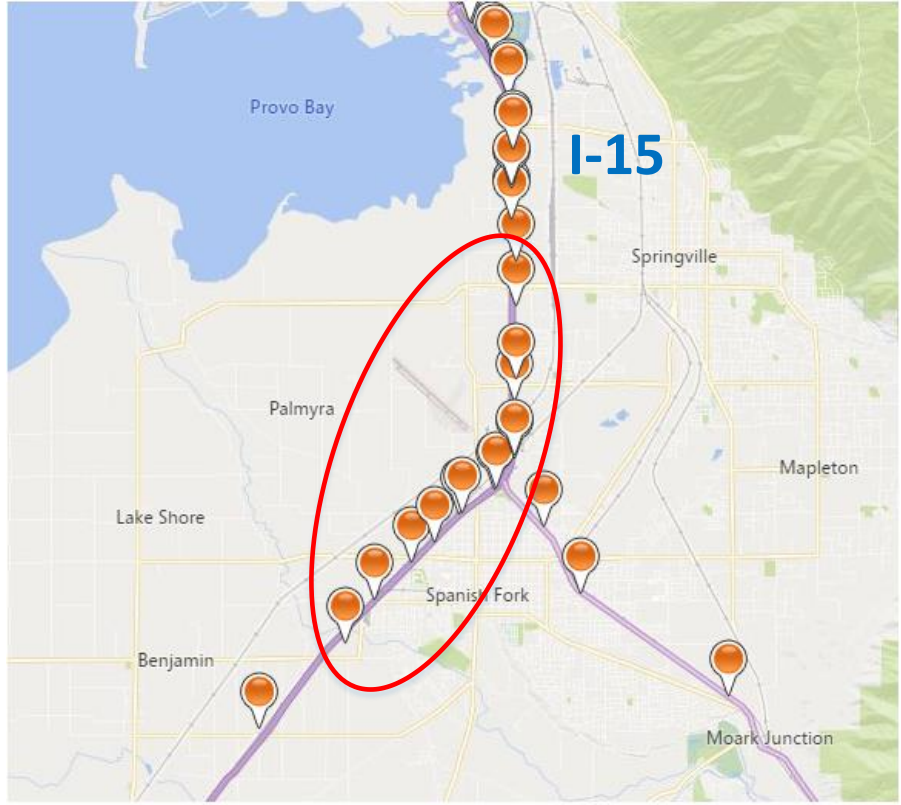 Provo Bay
I-15
Springville
Palmyra
Mapleton
Lake Shore
Spanish Fork
Benjamin
Moark Junction